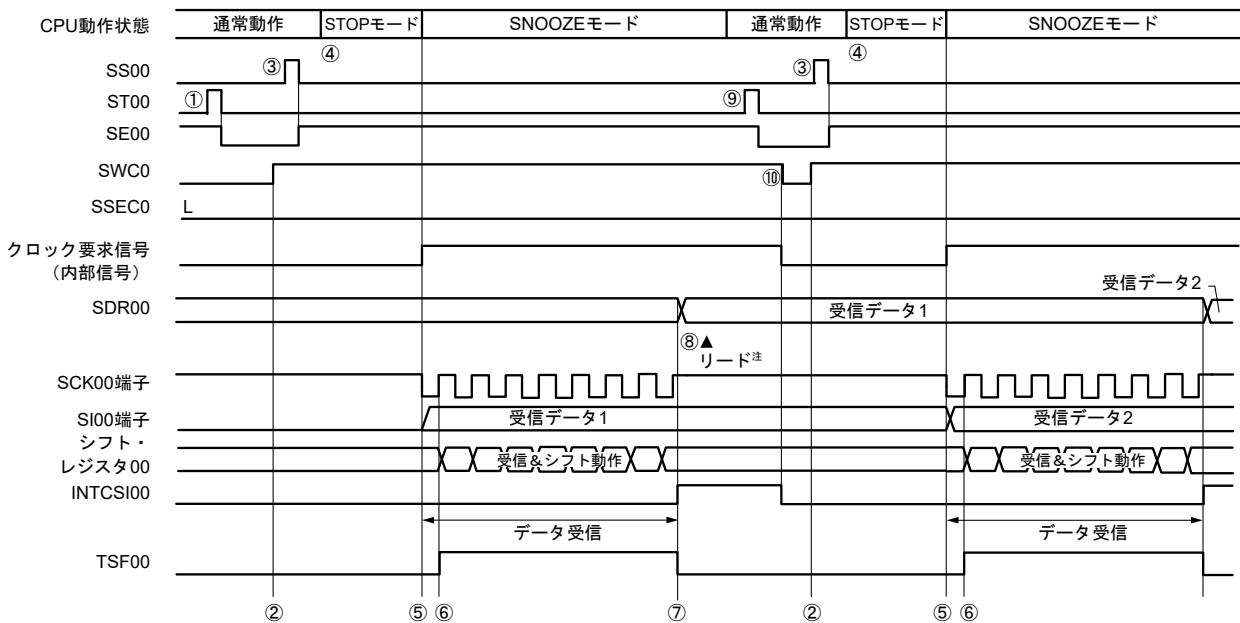 CPU動作状態 通常動作 STOPモード SNOOZEモード 通常動作 STOPモード SNOOZEモード
④ ④
SS00 ③ ③
ST00 ① ⑨
SE00
SWC0 ⑩
SSEC0 L
クロック要求信号
（内部信号）
受信データ2
SDR00 受信データ1
⑧▲
リード注
SCK00端子
SI00端子 受信データ1 受信データ2
シフト・
レジスタ00 受信&シフト動作 受信&シフト動作
INTCSI00
データ受信 データ受信
TSF00
② ⑤ ⑥ ⑦ ② ⑤ ⑥